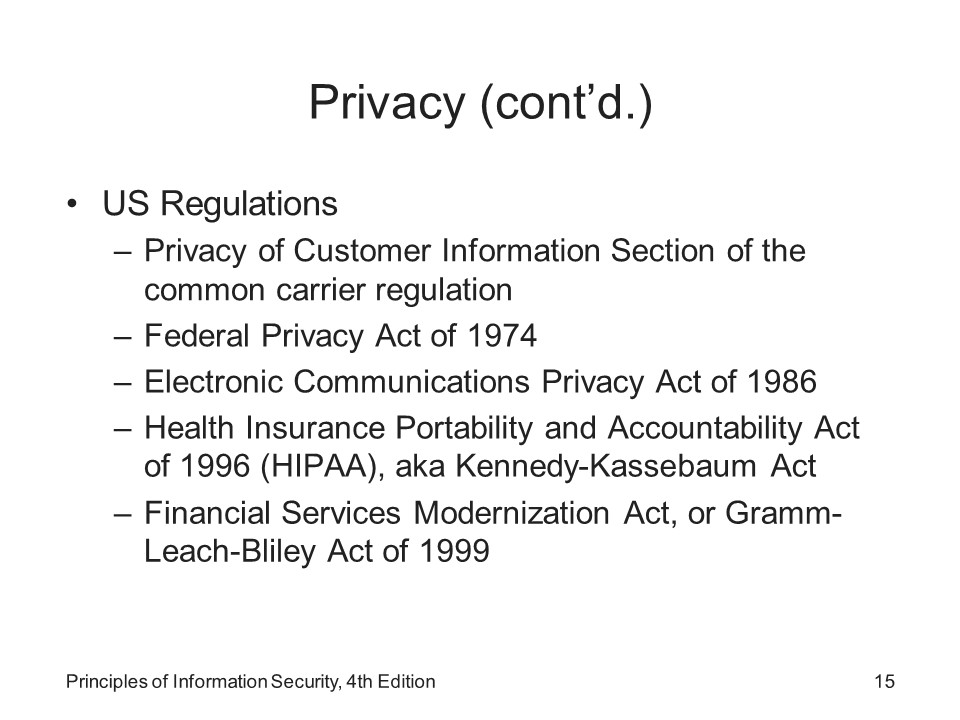 Privacy (cont’d.)
• US Regulations
– Privacy of Customer Information Section of the
common carrier regulation
– Federal Privacy Act of 1974
– Electronic Communications Privacy Act of 1986
– Health Insurance Portability and Accountability Act
of 1996 (HIPAA), aka Kennedy-Kassebaum Act
– Financial Services Modernization Act, or Gramm-
Leach-Bliley Act of 1999
Principles of Information Security, 4th Edition 15